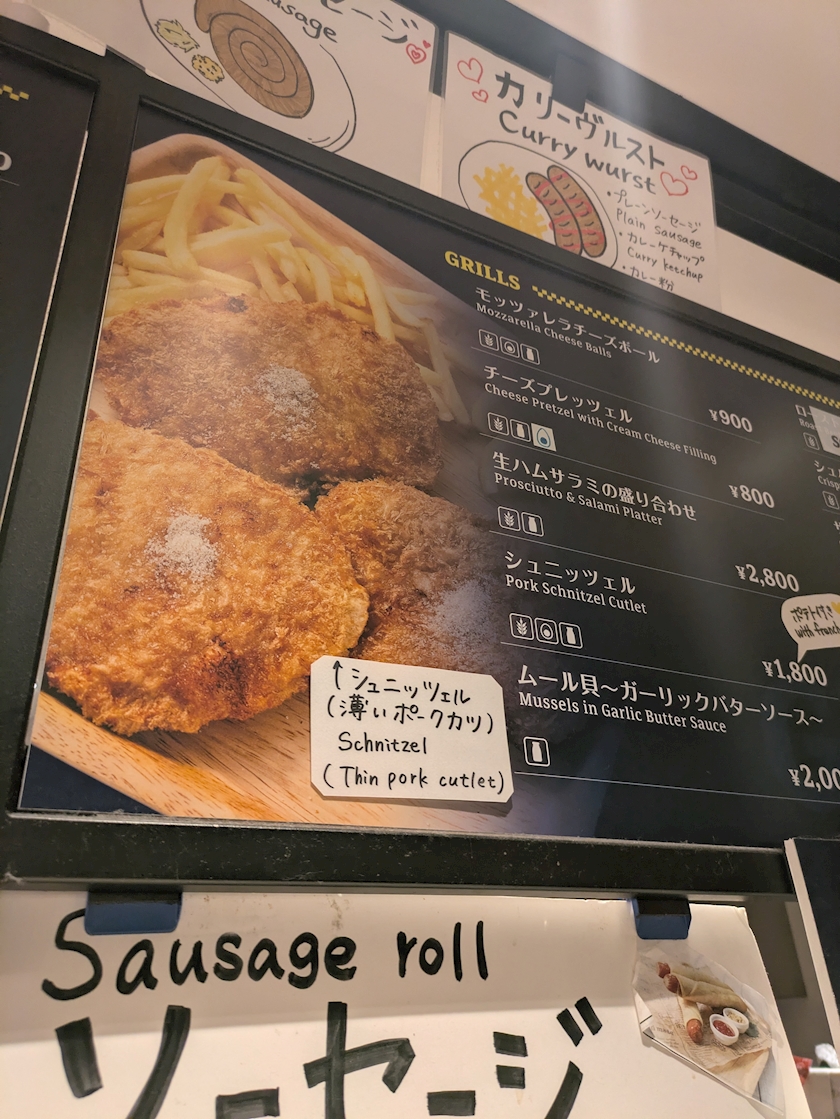 セージ
Sausage
カリーヴルスト
Curry wurst
・プレーンソーセージ
Plain sausage
・カレーケチャップ
Curry ketchup
・カレー粉
GRILLS
モッツァレラチーズボール
Mozzarella Cheese Balls
¥900
チーズプレッツェル
Cheese Pretzel with Cream Cheese Filling
¥800
生ハムサラミの盛り合わせ
Prosciutto & Salami Platter
¥2,800
シュニッツェル
Pork Schnitzel Cutlet
¥1,800
with french
ムール貝〜ガーリックバターソース〜
Mussels in Garlic Butter Sauce
¥2,00
↑シュニッツェル
(薄いポークカツ)
Schnitzel
(Thin pork cutlet)
Sausage roll
ソーセージ